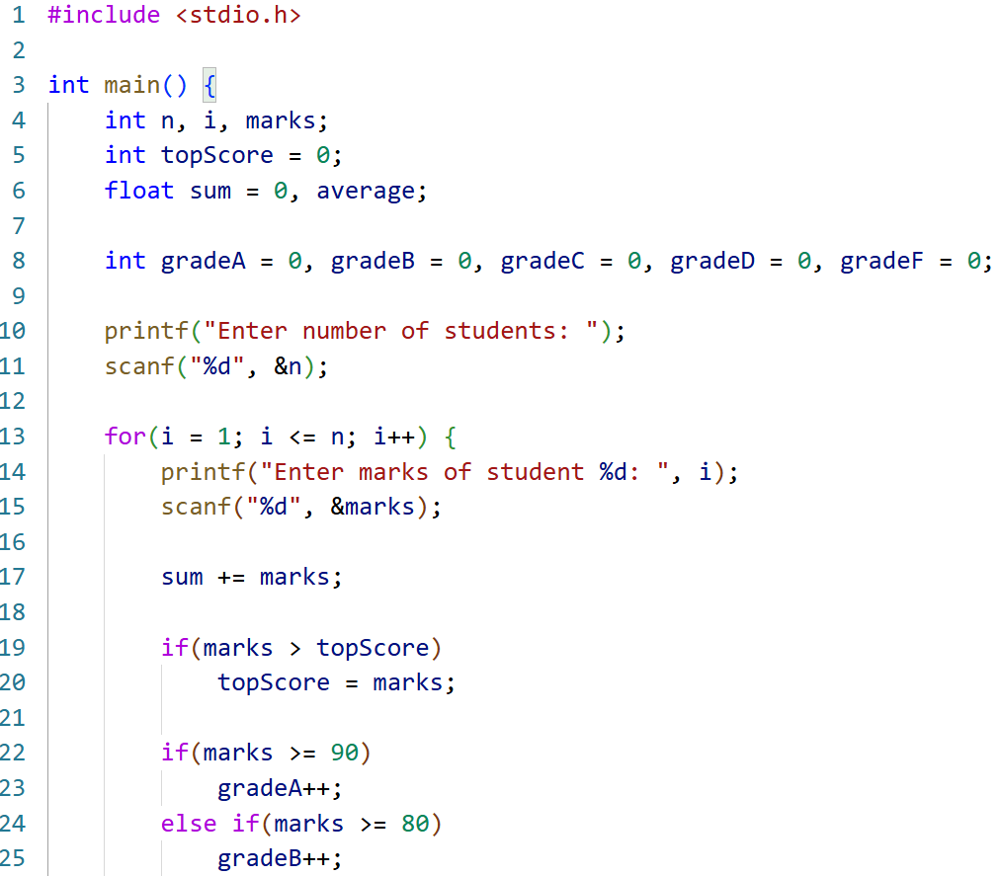 1 #include <stdio.h>
2
3 int main() {
4     int n, i, marks;
5     int topScore = 0;
6     float sum = 0, average;
7
8     int gradeA = 0, gradeB = 0, gradeC = 0, gradeD = 0, gradeF = 0;
9
10     printf("Enter number of students: ");
11     scanf("%d", &n);
12
13     for(i = 1; i <= n; i++) {
14         printf("Enter marks of student %d: ", i);
15         scanf("%d", &marks);
16
17         sum += marks;
18
19         if(marks > topScore)
20             topScore = marks;
21
22         if(marks >= 90)
23             gradeA++;
24         else if(marks >= 80)
25             gradeB++;